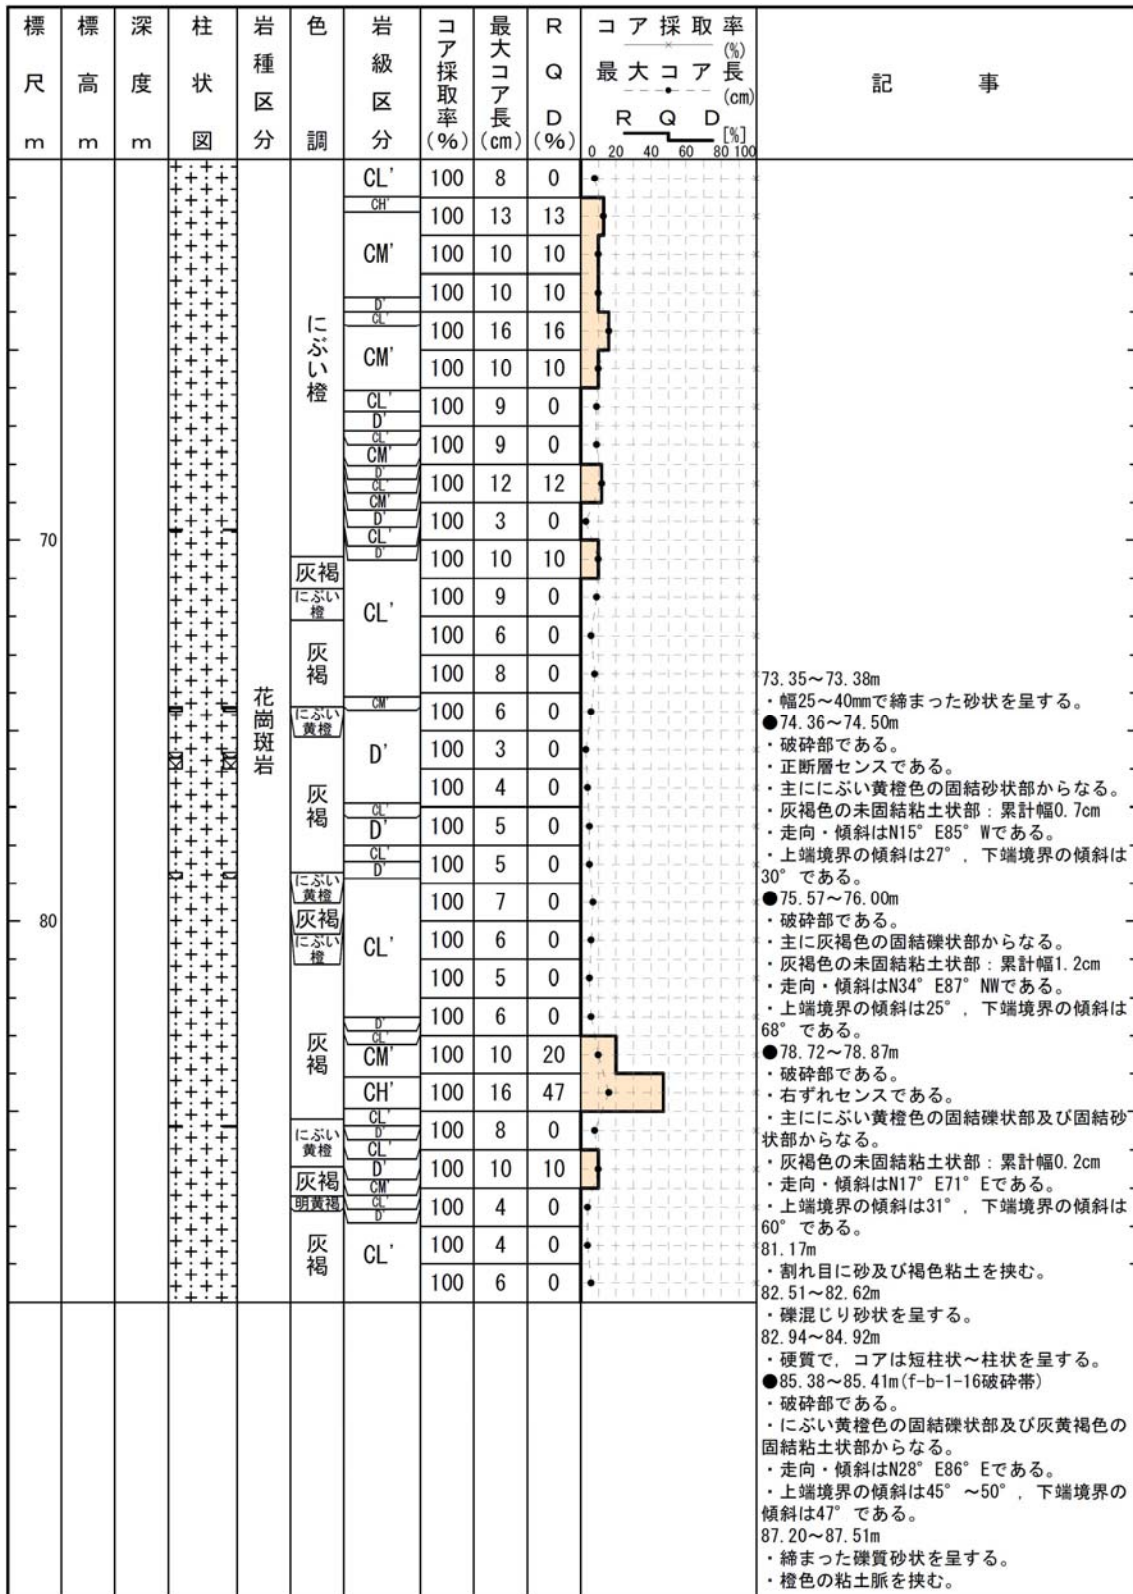 標尺m
標高m
深度m
柱状図
岩種区分
色調
岩級区分
コア採取率(%)
最大コア長(cm)
RQD(%)
コア採取率
(%)
最大コア長
(cm)
RQD
[%]
0 20 40 60 80 100
記事
CL' 100 8 0
CH'
100 13 13
CM' 100 10 10
100 10 10
D'
CL'
100 16 16
CM'
100 10 10
にぶい橙
CL' 100 9 0
D'
CL'
100 9 0
CM'
D'
CL'
100 12 12
CM'
D' 100 3 0
CL'
70
D'
100 10 10
灰褐
にぶい
橙
CL'
100 9 0
100 6 0
灰褐
100 8 0
CM'
100 6 0
にぶい
黄橙
花崗斑岩
D' 100 3 0
100 4 0
灰褐
CL'
D' 100 5 0
CL'
D'
100 5 0
にぶい
黄橙
100 7 0
80
灰褐
にぶい
橙
CL' 100 6 0
100 5 0
100 6 0
D'
CL'
灰褐
CM' 100 10 20
CH' 100 16 47
CL'
D'
100 8 0
にぶい
黄橙
CL'
D' 100 10 10
灰褐
CM'
明黄褐
CL'
D'
100 4 0
灰褐
CL' 100 4 0
100 6 0
73.35～73.38m
・幅25～40mmで締まった砂状を呈する。
●74.36～74.50m
・破砕部である。
・正断層センスである。
・主ににぶい黄橙色の固結砂状部からなる。
・灰褐色の未固結粘土状部：累計幅0.7cm
・走向・傾斜はN15°E85°Wである。
・上端境界の傾斜は27°，下端境界の傾斜は
30°である。
●75.57～76.00m
・破砕部である。
・主に灰褐色の固結礫状部からなる。
・灰褐色の未固結粘土状部：累計幅1.2cm
・走向・傾斜はN34°E87°NWである。
・上端境界の傾斜は25°，下端境界の傾斜は
68°である。
●78.72～78.87m
・破砕部である。
・右ずれセンスである。
・主ににぶい黄橙色の固結礫状部及び固結砂
状部からなる。
・灰褐色の未固結粘土状部：累計幅0.2cm
・走向・傾斜はN17°E71°Eである。
・上端境界の傾斜は31°，下端境界の傾斜は
60°である。
81.17m
・割れ目に砂及び褐色粘土を挟む。
82.51～82.62m
・礫混じり砂状を呈する。
82.94～84.92m
・硬質で，コアは短柱状～柱状を呈する。
●85.38～85.41m(f-b-1-16破砕帯)
・破砕部である。
・にぶい黄橙色の固結礫状部及び灰黄褐色の
固結粘土状部からなる。
・走向・傾斜はN28°E86°Eである。
・上端境界の傾斜は45°～50°，下端境界の
傾斜は47°である。
87.20～87.51m
・締まった礫質砂状を呈する。
・橙色の粘土脈を挟む。